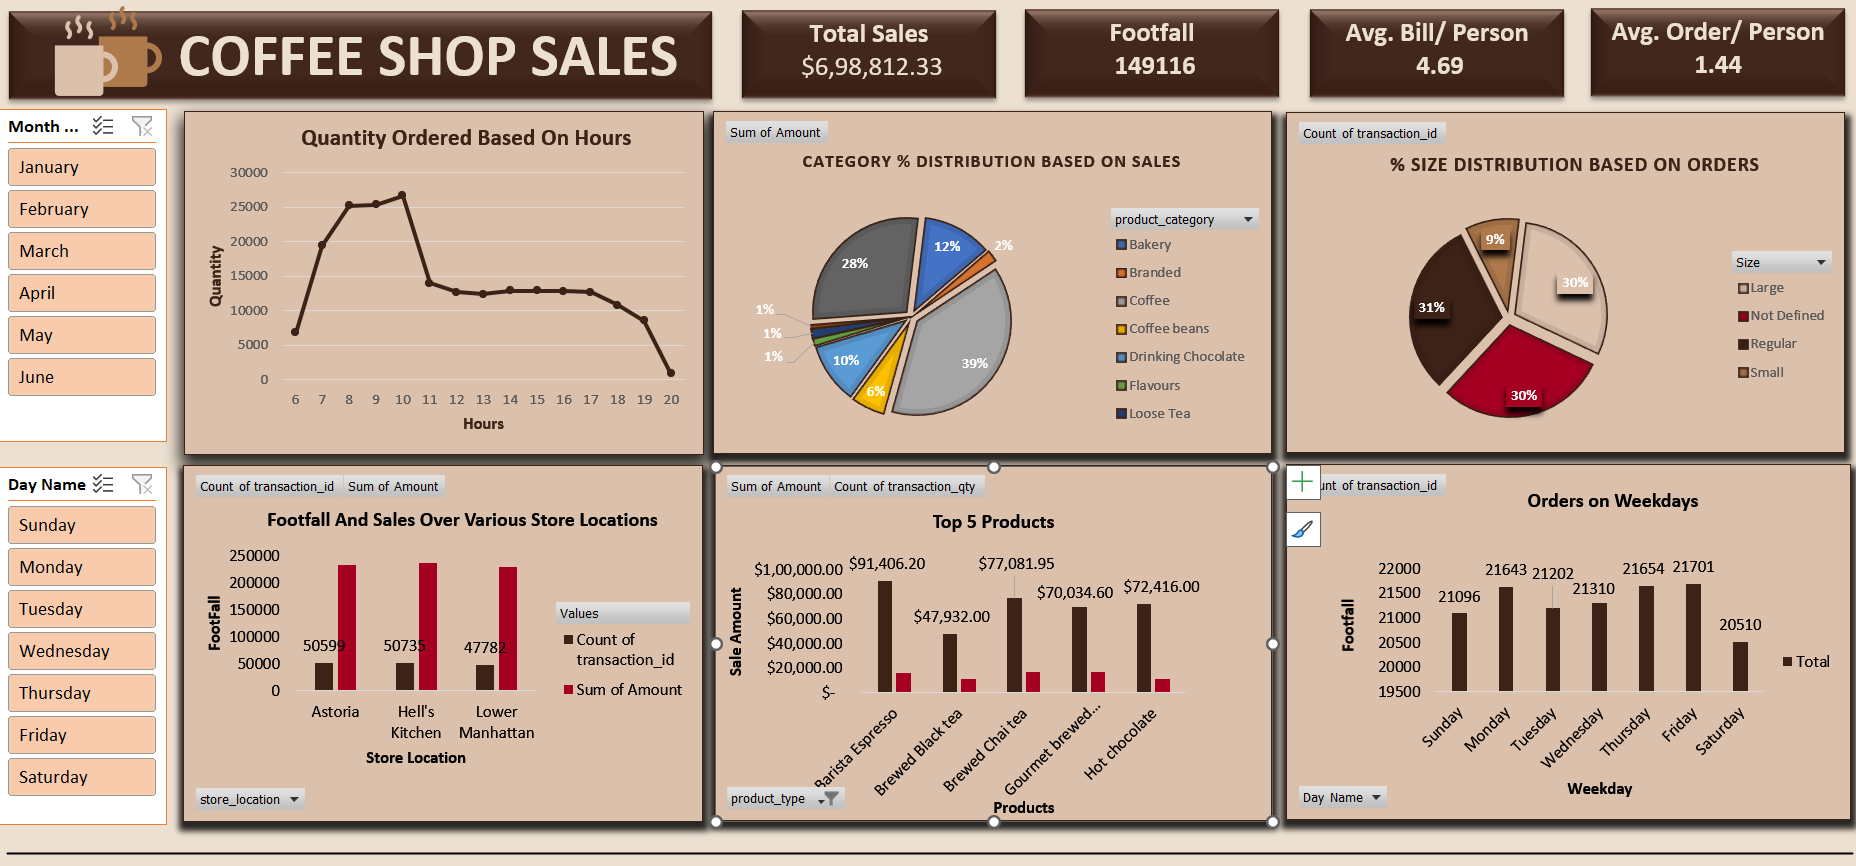 COFFEE SHOP SALES
Total Sales
$6,98,812.33
Footfall
149116
Avg. Bill/ Person
4.69
Avg. Order/ Person
1.44
Month ...
January
February
March
April
May
June
Day Name
Sunday
Monday
Tuesday
Wednesday
Thursday
Friday
Saturday
Quantity Ordered Based On Hours
Quantity
30000
25000
20000
15000
10000
5000
0
6 7 8 9 10 11 12 13 14 15 16 17 18 19 20
Hours
Sum of Amount
CATEGORY % DISTRIBUTION BASED ON SALES
28%
12%
2%
39%
6%
10%
1%
1%
1%
product_category
Bakery
Branded
Coffee
Coffee beans
Drinking Chocolate
Flavours
Loose Tea
Count of transaction_id
% SIZE DISTRIBUTION BASED ON ORDERS
9%
30%
31%
30%
Size
Large
Not Defined
Regular
Small
Count of transaction_id Sum of Amount
Footfall And Sales Over Various Store Locations
FootFall
250000
200000
150000
100000
50000
0
50599
50735
47782
Astoria
Hell's
Kitchen
Lower
Manhattan
Store Location
Values
Count of
transaction_id
Sum of Amount
store_location
Sum of Amount Count of transaction_qty
Top 5 Products
Sale Amount
$1,00,000.00
$80,000.00
$60,000.00
$40,000.00
$20,000.00
$-
$91,406.20
$47,932.00
$77,081.95
$70,034.60
$72,416.00
Barista Espresso
Brewed Black tea
Brewed Chai tea
Gourmet brewed...
Hot chocolate
product_type
Products
unt of transaction_id
Orders on Weekdays
Footfall
22000
21500
21000
20500
20000
19500
21096
21643
21202
21310
21654
21701
20510
Sunday
Monday
Tuesday
Wednesday
Thursday
Friday
Saturday
Weekday
Total
Day Name